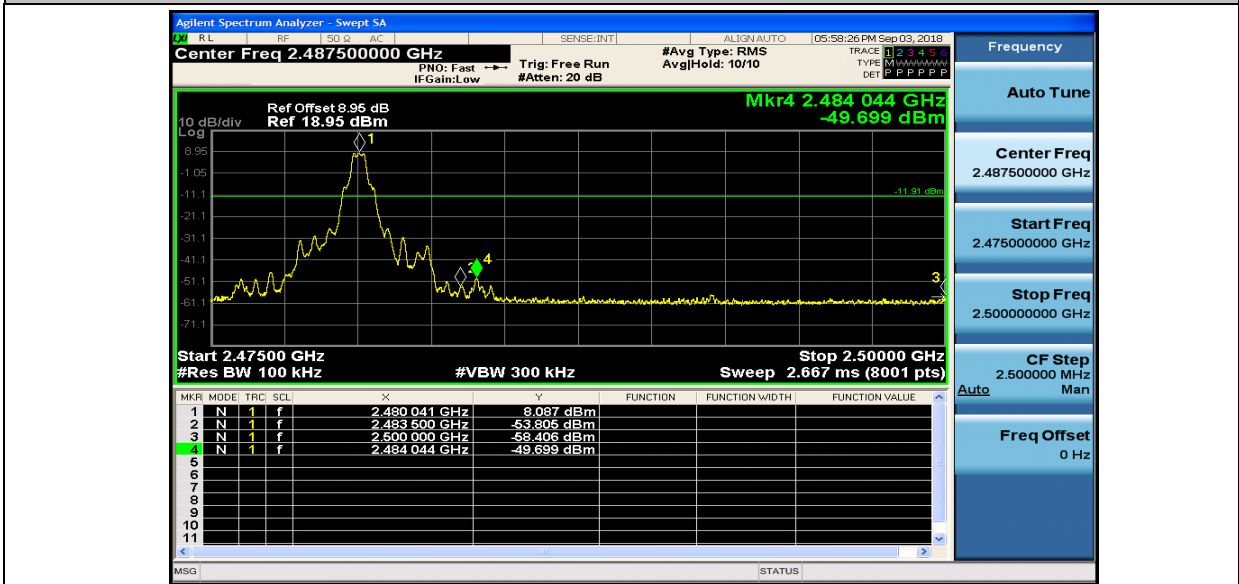 Agilent Spectrum Analyzer - Swept SA
LXI RL RF 50 Ω AC SENSE:INT ALIGN AUTO 05:58:26 PM Sep 03, 2018
Center Freq 2.487500000 GHz
PNO: Fast
IFGain:Low
Trig: Free Run
#Atten: 20 dB
#Avg Type: RMS
Avg|Hold: 10/10
TRACE 1 2 3 4 5 6
TYPE M
DET P P P P P P
Ref Offset 8.95 dB
10 dB/div Ref 18.95 dBm
Log
Mkr4 2.484 044 GHz
-49.699 dBm
8.95
-1.05
-11.1
-21.1
-31.1
-41.1
-51.1
-61.1
-71.1
1
2
4
3
-11.91 dBm
Start 2.47500 GHz Stop 2.50000 GHz
#Res BW 100 kHz #VBW 300 kHz Sweep 2.667 ms (8001 pts)
MKR MODE TRC SCL X Y FUNCTION FUNCTION WIDTH FUNCTION VALUE
1 N 1 f 2.480 041 GHz 8.087 dBm
2 N 1 f 2.483 500 GHz -53.805 dBm
3 N 1 f 2.500 000 GHz -58.406 dBm
4 N 1 f 2.484 044 GHz -49.699 dBm
5
6
7
8
9
10
11
MSG STATUS
Frequency
Auto Tune
Center Freq
2.487500000 GHz
Start Freq
2.475000000 GHz
Stop Freq
2.500000000 GHz
CF Step
2.500000 MHz
Auto Man
Freq Offset
0 Hz